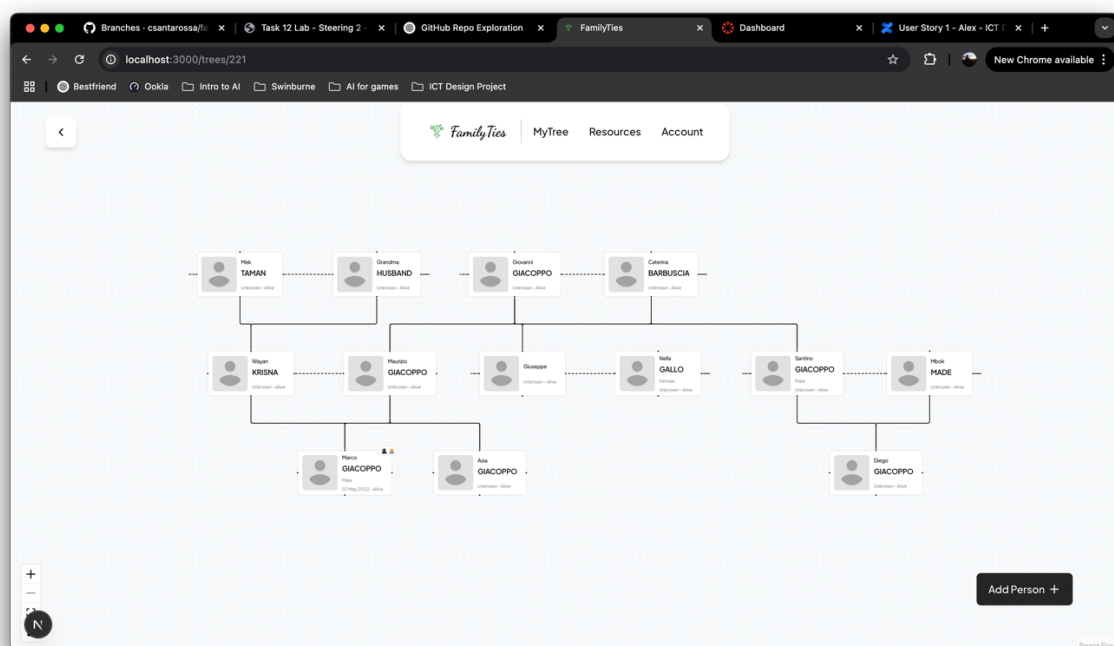 Branches · csantarossa/fa
Task 12 Lab - Steering 2 -
GitHub Repo Exploration
FamilyTies
Dashboard
User Story 1 - Alex - ICT D
localhost:3000/trees/221
New Chrome available
Bestfriend
Ookla
Intro to AI
Swinburne
AI for games
ICT Design Project
FamilyTies
MyTree
Resources
Account
Mek
TAMAN
Unknown - Alive
Grandma
HUSBAND
Unknown - Alive
Giovanni
GIACOPPO
Unknown - Alive
Caterina
BARBUSCIA
Unknown - Alive
Wayan
KRISNA
Unknown - Alive
Maurizio
GIACOPPO
Unknown - Alive
Giuseppe
Unknown - Alive
Nella
GALLO
Female
Unknown - Alive
Santino
GIACOPPO
Male
Unknown - Alive
Mbok
MADE
Unknown - Alive
Marco
GIACOPPO
Male
07 May 2002 - Alive
Asia
GIACOPPO
Unknown - Alive
Diego
GIACOPPO
Unknown - Alive
Add Person +
N